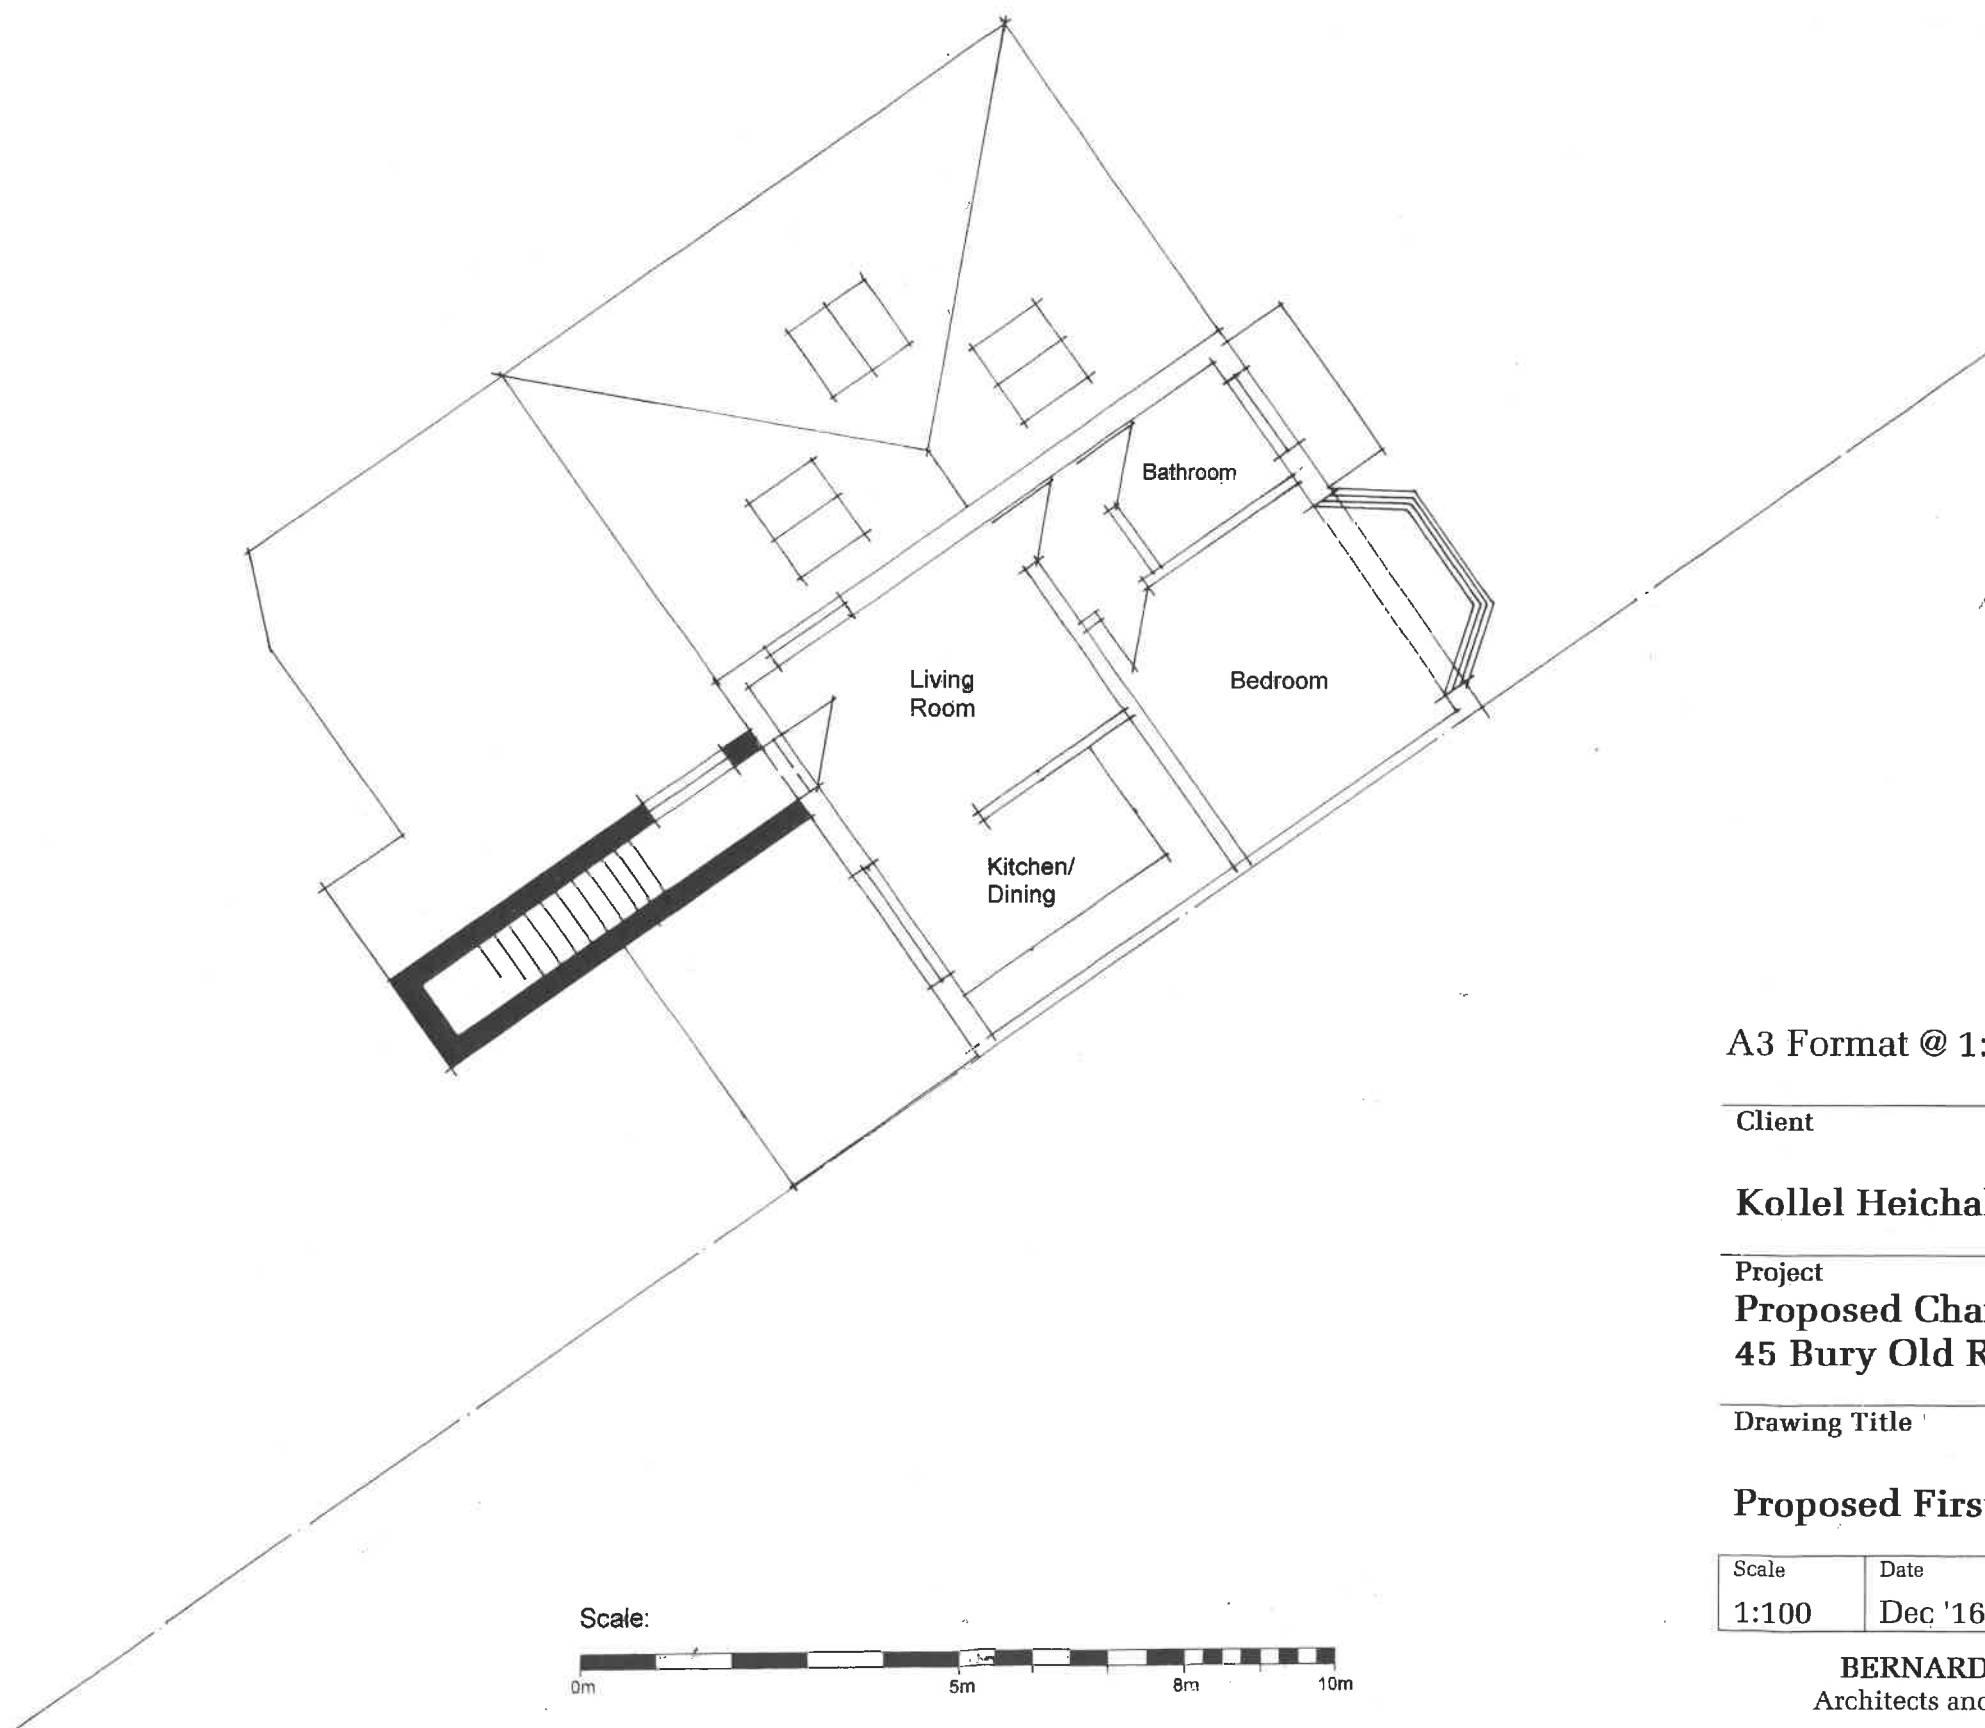 Bathroom
Living
Room
Bedroom
Kitchen/
Dining
A3 Format @ 1:
Client
Kollel Heichal
Project
Proposed Cha
45 Bury Old R
Drawing Title
Proposed Firs
Scale
Date
1:100
Dec '16
BERNARD
Architects and
Scale:
0m
5m
8m
10m